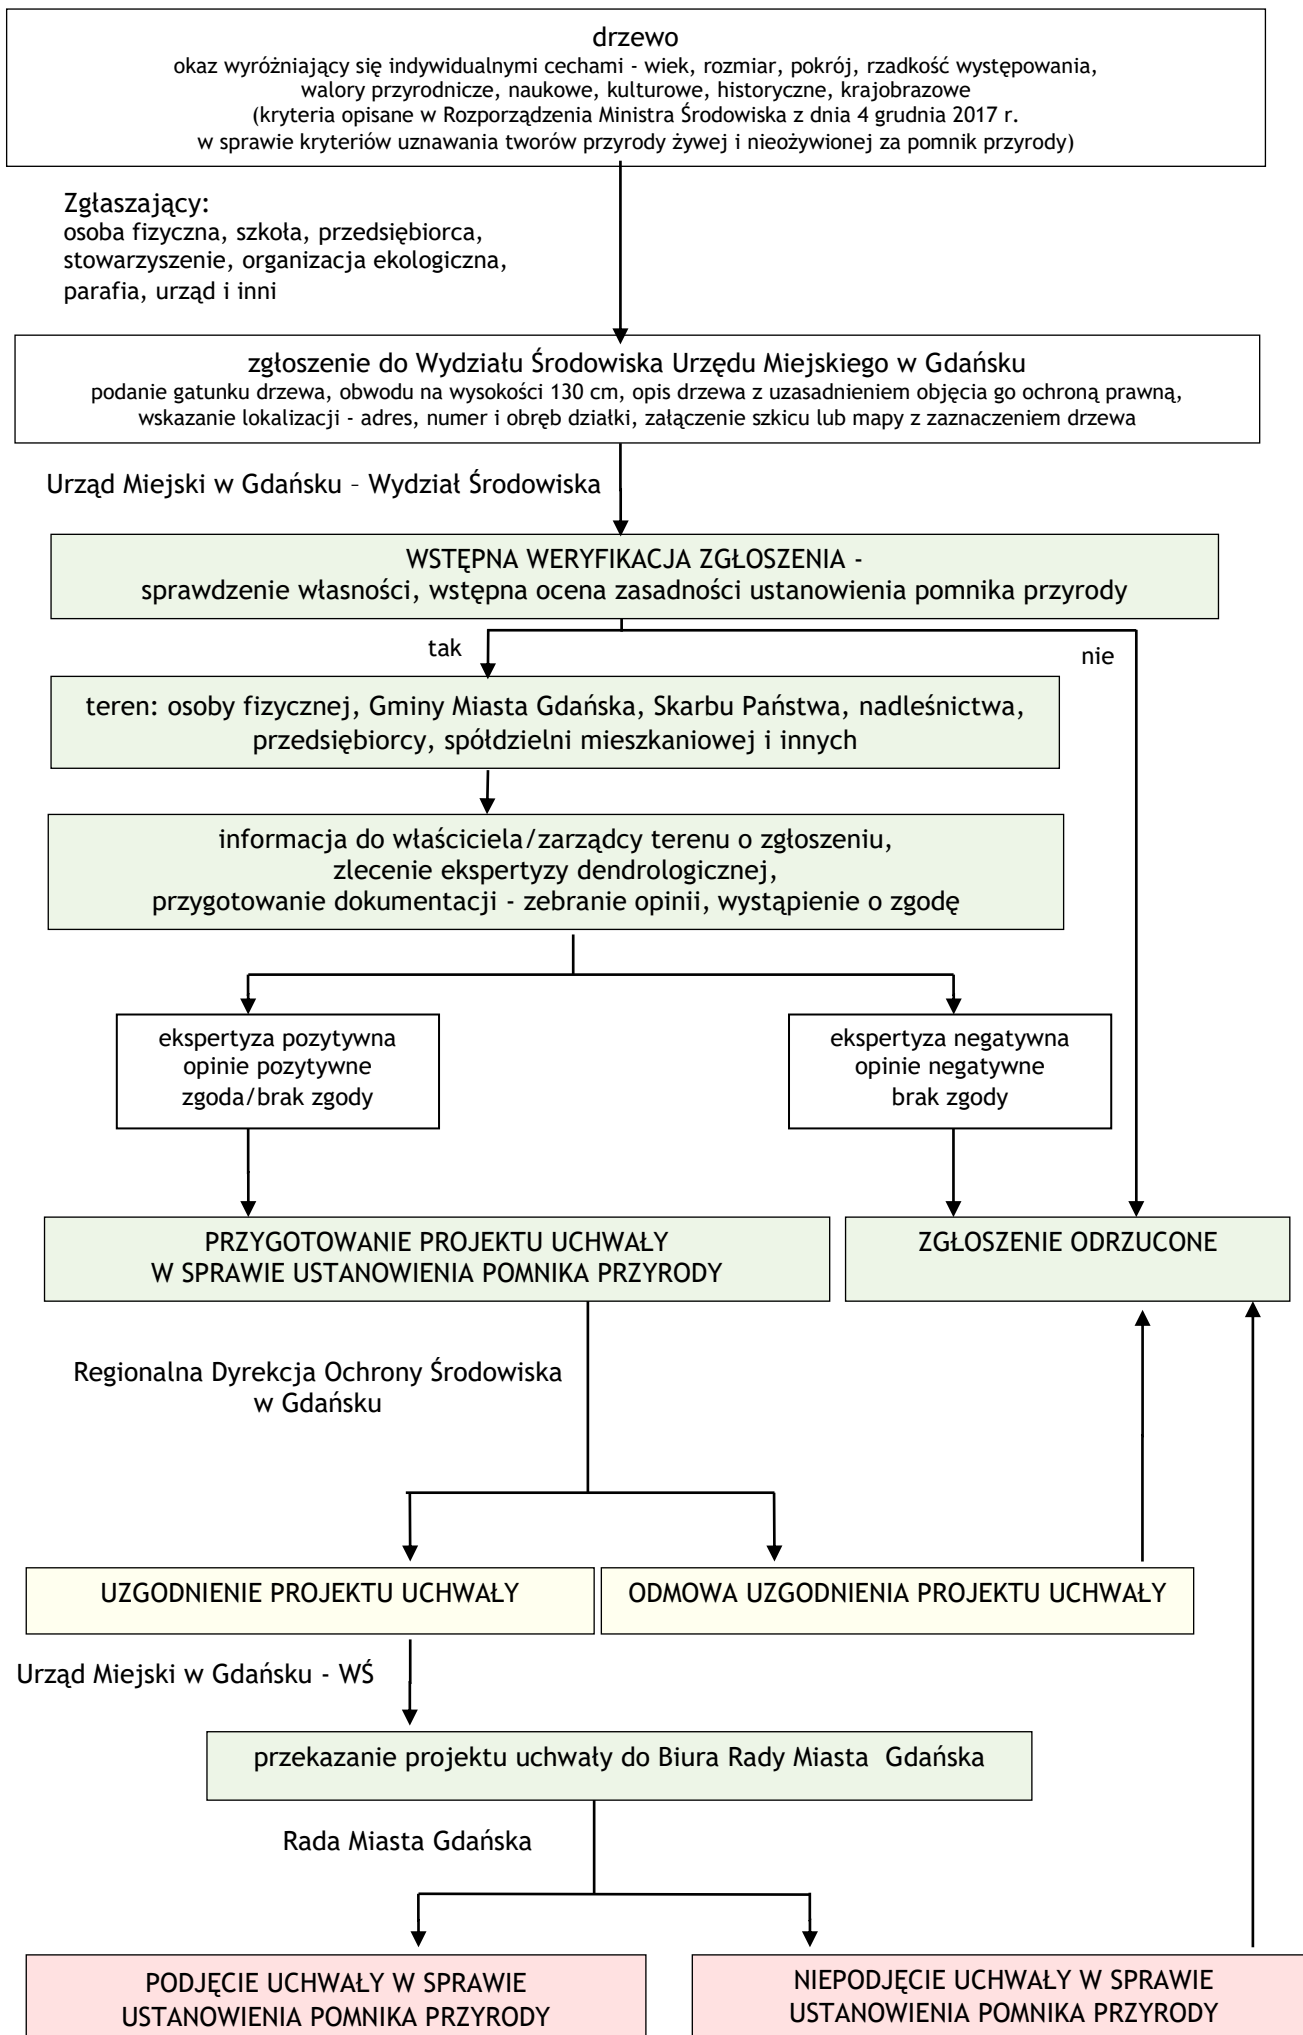 drzewo
okaz wyróżniający się indywidualnymi cechami - wiek, rozmiar, pokrój, rzadkość występowania,
walory przyrodnicze, naukowe, kulturowe, historyczne, krajobrazowe
(kryteria opisane w Rozporządzenia Ministra Środowiska z dnia 4 grudnia 2017 r.
w sprawie kryteriów uznawania tworów przyrody żywej i nieożywionej za pomnik przyrody)
Zgłaszający:
osoba fizyczna, szkoła, przedsiębiorca,
stowarzyszenie, organizacja ekologiczna,
parafia, urząd i inni
zgłoszenie do Wydziału Środowiska Urzędu Miejskiego w Gdańsku
podanie gatunku drzewa, obwodu na wysokości 130 cm, opis drzewa z uzasadnieniem objęcia go ochroną prawną,
wskazanie lokalizacji - adres, numer i obręb działki, załączenie szkicu lub mapy z zaznaczeniem drzewa
Urząd Miejski w Gdańsku – Wydział Środowiska
WSTĘPNA WERYFIKACJA ZGŁOSZENIA -
sprawdzenie własności, wstępna ocena zasadności ustanowienia pomnika przyrody
tak
nie
teren: osoby fizycznej, Gminy Miasta Gdańska, Skarbu Państwa, nadleśnictwa,
przedsiębiorcy, spółdzielni mieszkaniowej i innych
informacja do właściciela/zarządcy terenu o zgłoszeniu,
zlecenie ekspertyzy dendrologicznej,
przygotowanie dokumentacji - zebranie opinii, wystąpienie o zgodę
ekspertyza pozytywna
opinie pozytywne
zgoda/brak zgody
ekspertyza negatywna
opinie negatywne
brak zgody
PRZYGOTOWANIE PROJEKTU UCHWAŁY
W SPRAWIE USTANOWIENIA POMNIKA PRZYRODY
ZGŁOSZENIE ODRZUCONE
Regionalna Dyrekcja Ochrony Środowiska
w Gdańsku
UZGODNIENIE PROJEKTU UCHWAŁY
ODMOWA UZGODNIENIA PROJEKTU UCHWAŁY
Urząd Miejski w Gdańsku - WŚ
przekazanie projektu uchwały do Biura Rady Miasta Gdańska
Rada Miasta Gdańska
PODJĘCIE UCHWAŁY W SPRAWIE
USTANOWIENIA POMNIKA PRZYRODY
NIEPODJĘCIE UCHWAŁY W SPRAWIE
USTANOWIENIA POMNIKA PRZYRODY